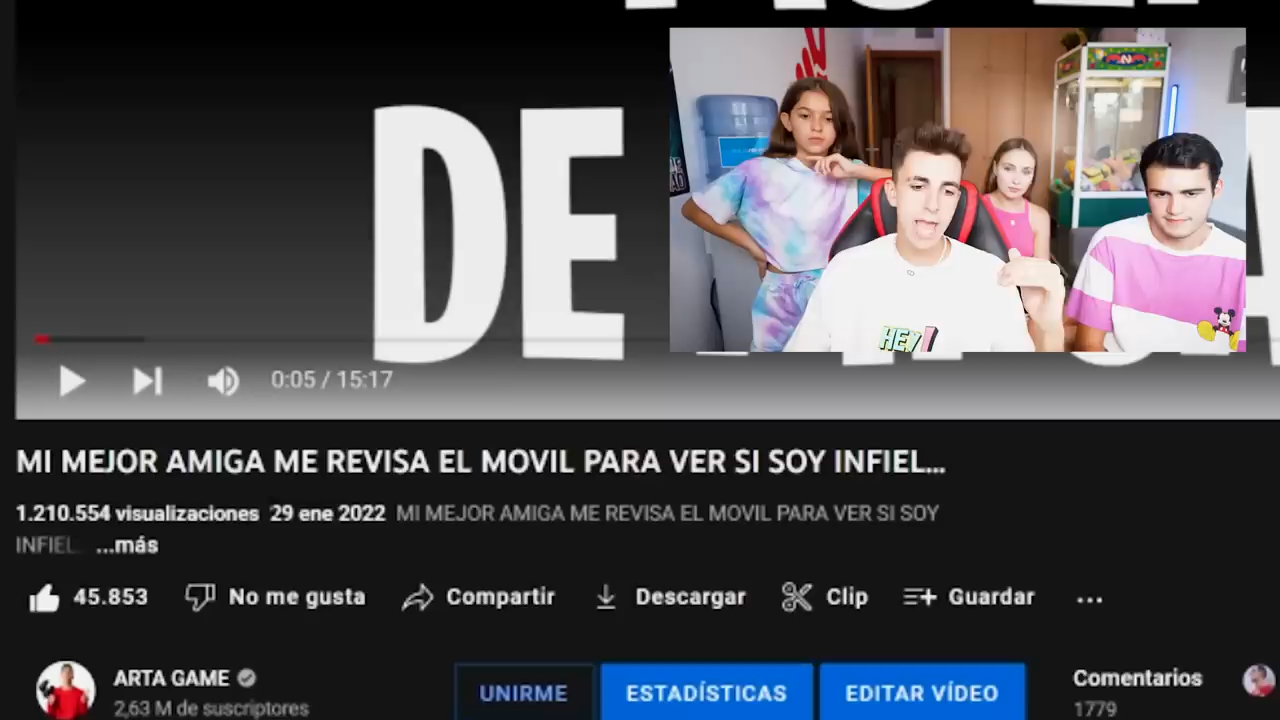 DE
HEY!
0:05 / 15:17
MI MEJOR AMIGA ME REVISA EL MOVIL PARA VER SI SOY INFIEL...
1.210.554 visualizaciones 29 ene 2022 MI MEJOR AMIGA ME REVISA EL MOVIL PARA VER SI SOY
INFIEL ...más
45.853 No me gusta Compartir Descargar Clip Guardar ...
ARTA GAME
2,63 M de suscriptores
UNIRME ESTADÍSTICAS EDITAR VÍDEO
Comentarios
1779